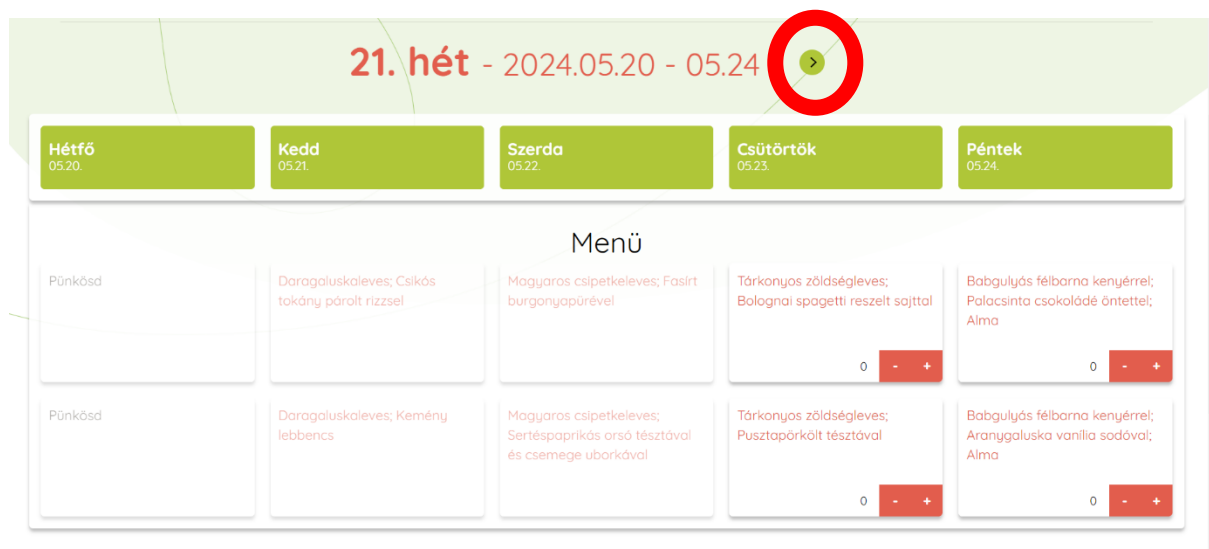 21. hét - 2024.05.20 - 05.24
Hétfő
05.20.
Kedd
05.21.
Szerda
05.22.
Csütörtök
05.23.
Péntek
05.24.
Menü
Pünkösd
Daragaluskaleves; Csikós
tokány párolt rizzsel
Magyaros csipetkeleves; Fasírt
burgonyapürével
Tárkonyos zöldségleves;
Bolognai spagetti reszelt sajttal
0 - +
Babgulyás félbarna kenyérrel;
Palacsinta csokoládé öntettel;
Alma
0 - +
Pünkösd
Daragaluskaleves; Kemény
lebbencs
Magyaros csipetkeleves;
Sertéspaprikás orsó tésztával
és csemege uborkával
Tárkonyos zöldségleves;
Pusztapörkölt tésztával
0 - +
Babgulyás félbarna kenyérrel;
Aranygaluska vanília sodóval;
Alma
0 - +